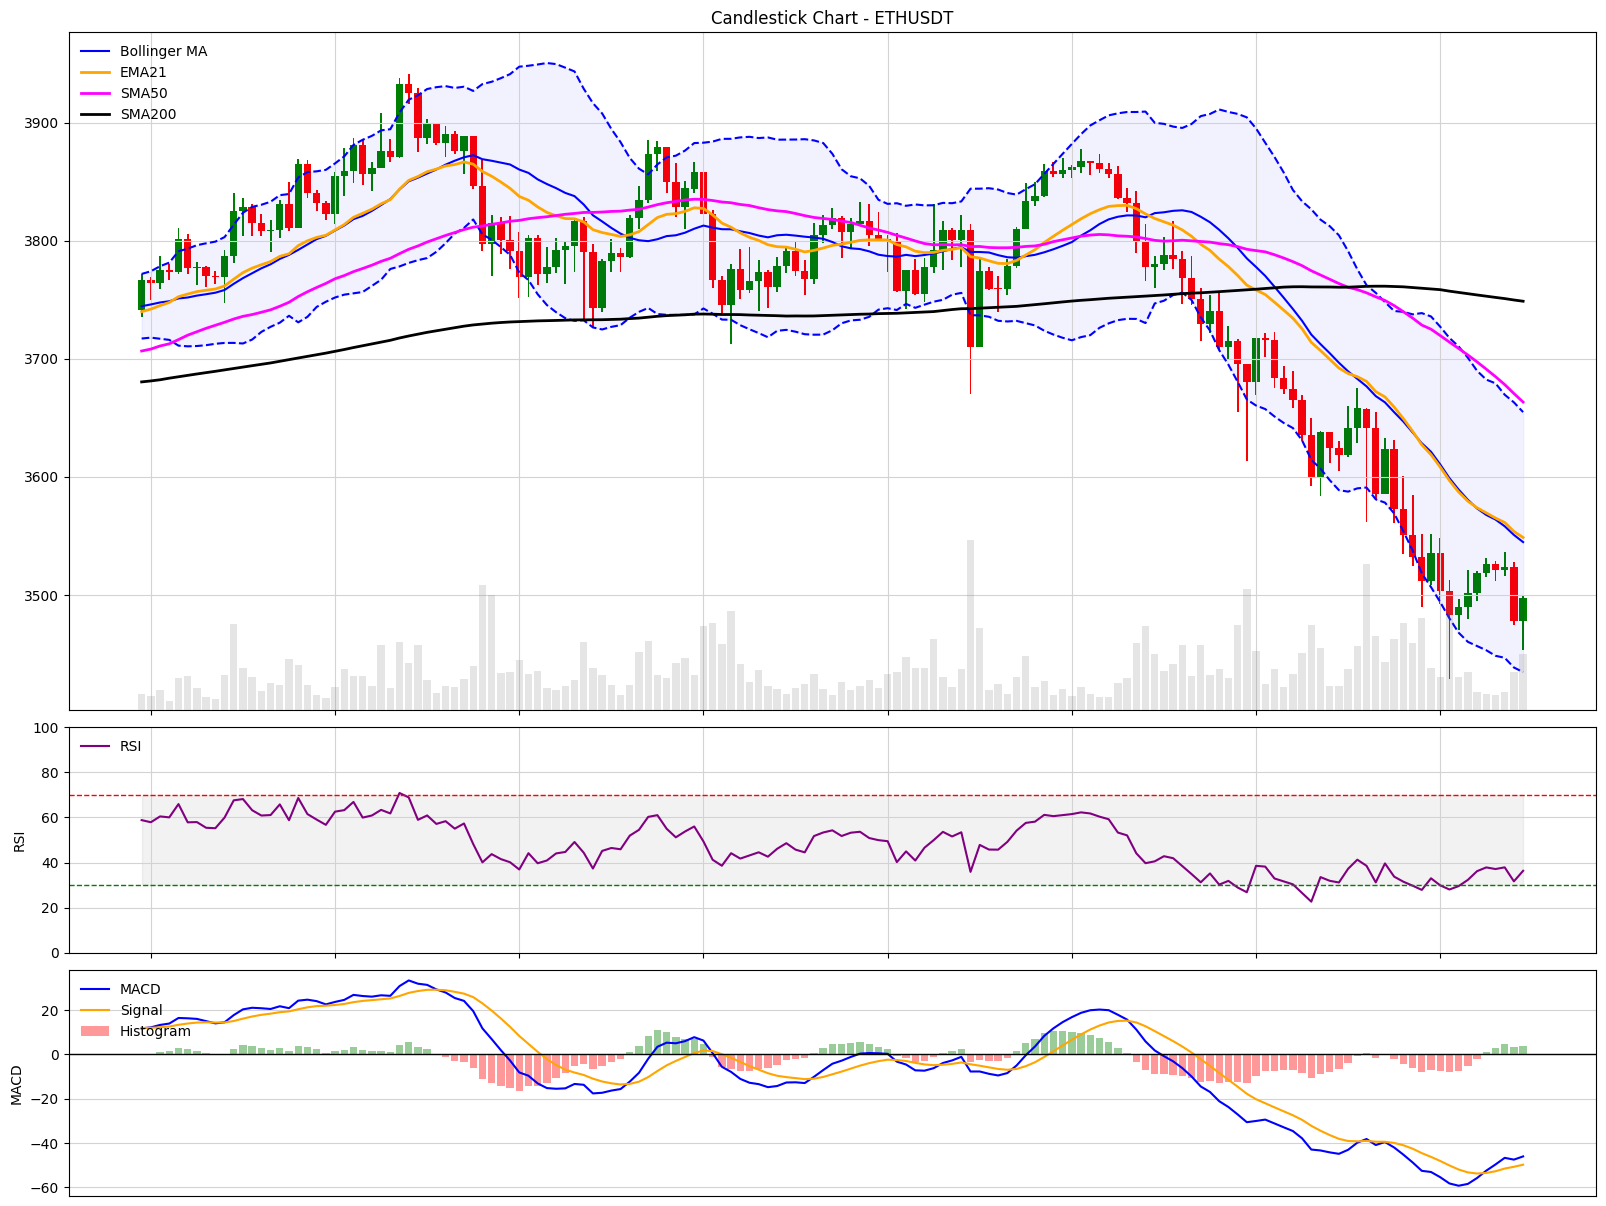 Candlestick Chart - ETHUSDT
Bollinger MA
EMA21
SMA50
SMA200
3900
3800
3700
3600
3500
RSI
RSI
100
80
60
40
20
0
MACD
Signal
Histogram
MACD
20
0
−20
−40
−60